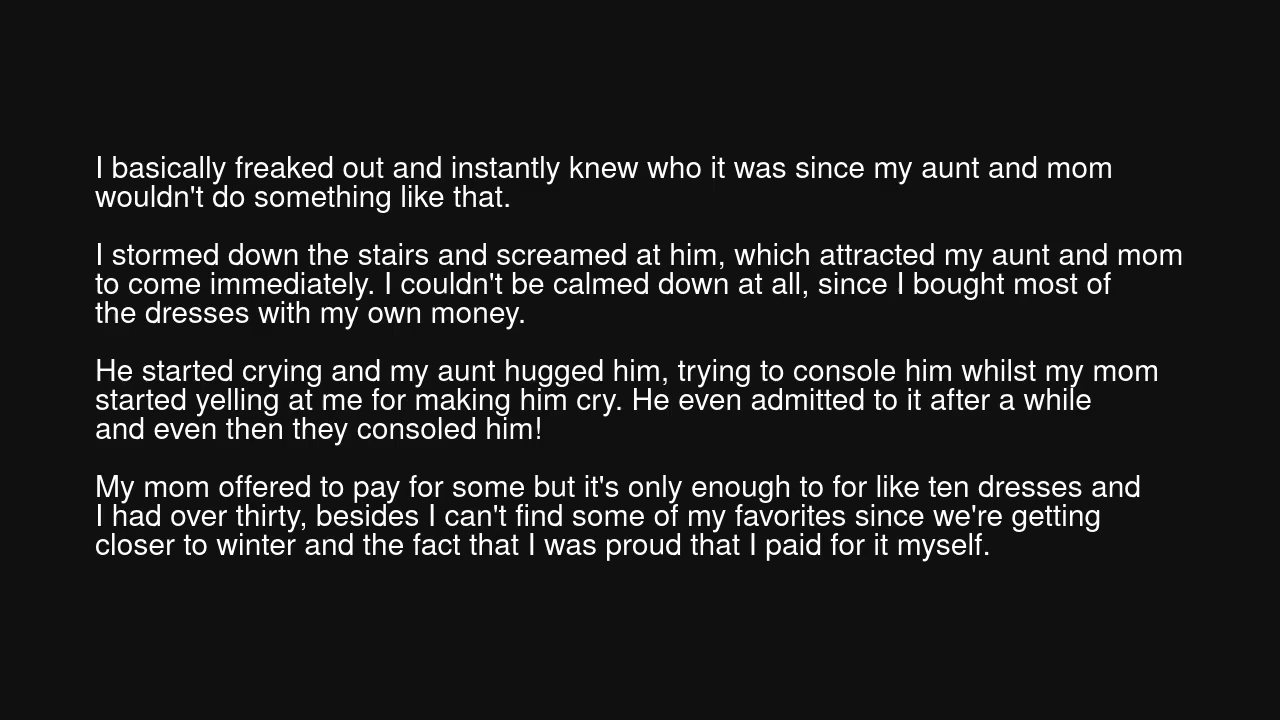 I basically freaked out and instantly knew who it was since my aunt and mom
wouldn't do something like that.
I stormed down the stairs and screamed at him, which attracted my aunt and mom
to come immediately. I couldn't be calmed down at all, since I bought most of
the dresses with my own money.
He started crying and my aunt hugged him, trying to console him whilst my mom
started yelling at me for making him cry. He even admitted to it after a while
and even then they consoled him!
My mom offered to pay for some but it's only enough to for like ten dresses and
I had over thirty, besides I can't find some of my favorites since we're getting
closer to winter and the fact that I was proud that I paid for it myself.